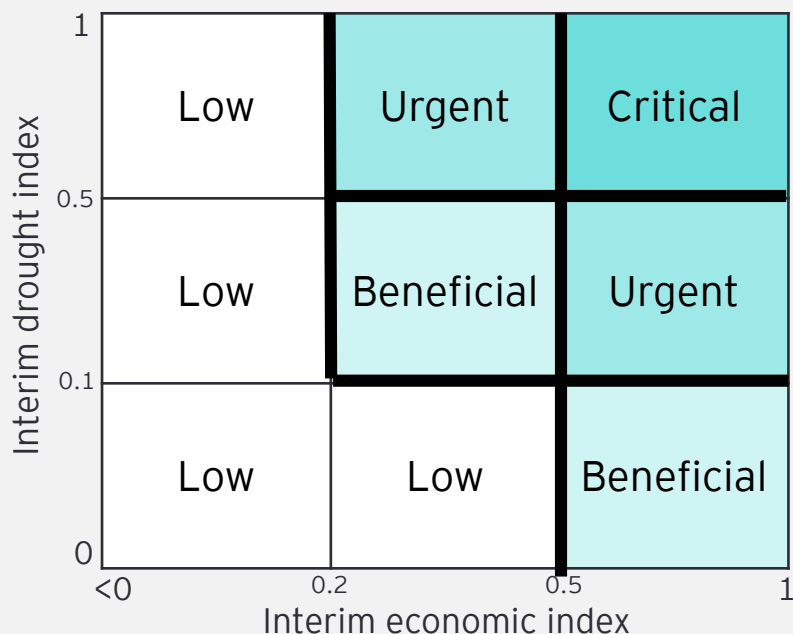 1
Low
Urgent
Critical
0.5
Low
Beneficial
Urgent
0.1
Low
Low
Beneficial
0
<0
0.2
0.5
1
Interim drought index
Interim economic index